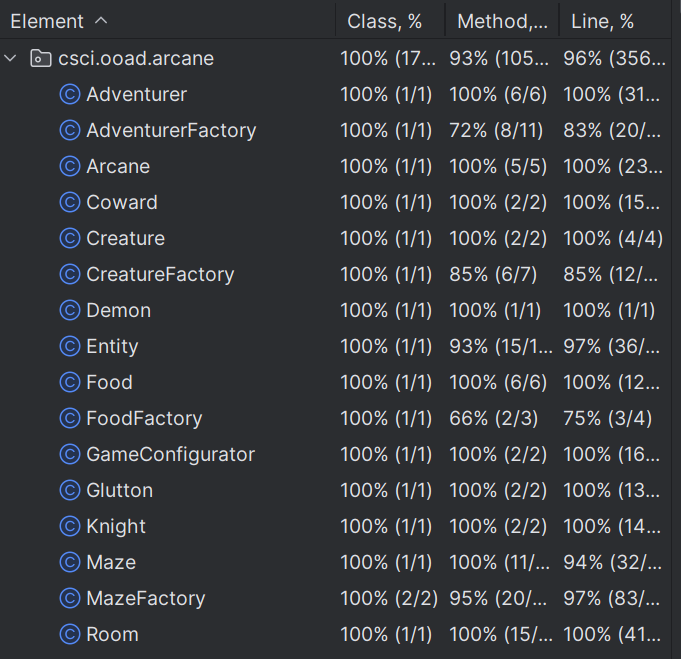 Element Class, % Method,... Line, %
csci.ooad.arcane 100% (17... 93% (105... 96% (356...
C Adventurer 100% (1/1) 100% (6/6) 100% (31...
C AdventurerFactory 100% (1/1) 72% (8/11) 83% (20/...
C Arcane 100% (1/1) 100% (5/5) 100% (23...
C Coward 100% (1/1) 100% (2/2) 100% (15...
C Creature 100% (1/1) 100% (2/2) 100% (4/4)
C CreatureFactory 100% (1/1) 85% (6/7) 85% (12/...
C Demon 100% (1/1) 100% (1/1) 100% (1/1)
C Entity 100% (1/1) 93% (15/1... 97% (36/...
C Food 100% (1/1) 100% (6/6) 100% (12...
C FoodFactory 100% (1/1) 66% (2/3) 75% (3/4)
C GameConfigurator 100% (1/1) 100% (2/2) 100% (16...
C Glutton 100% (1/1) 100% (2/2) 100% (13...
C Knight 100% (1/1) 100% (2/2) 100% (14...
C Maze 100% (1/1) 100% (11/... 94% (32/...
C MazeFactory 100% (2/2) 95% (20/... 97% (83/...
C Room 100% (1/1) 100% (15/... 100% (41...